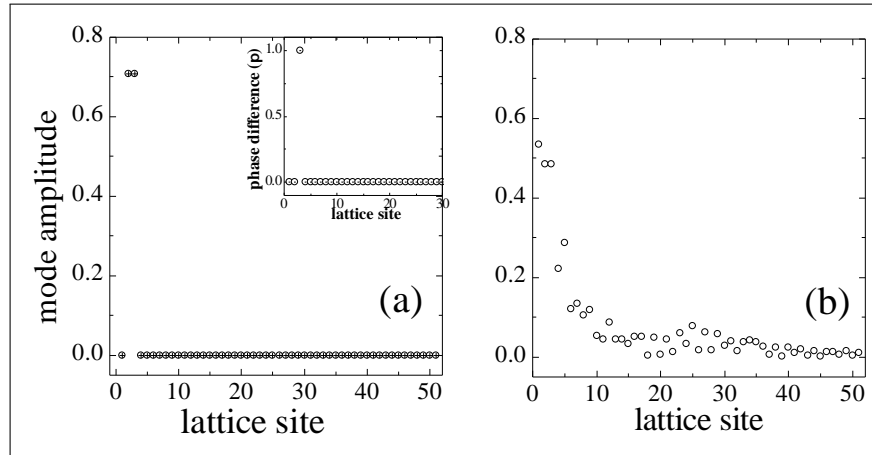 0.8
0.6
0.4
0.2
0.0
mode amplitude
0 10 20 30 40 50
lattice site
(a)
1.0
0.5
0.0
phase difference (p)
0 10 20 30
lattice site
0.8
0.6
0.4
0.2
0.0
0 10 20 30 40 50
lattice site
(b)